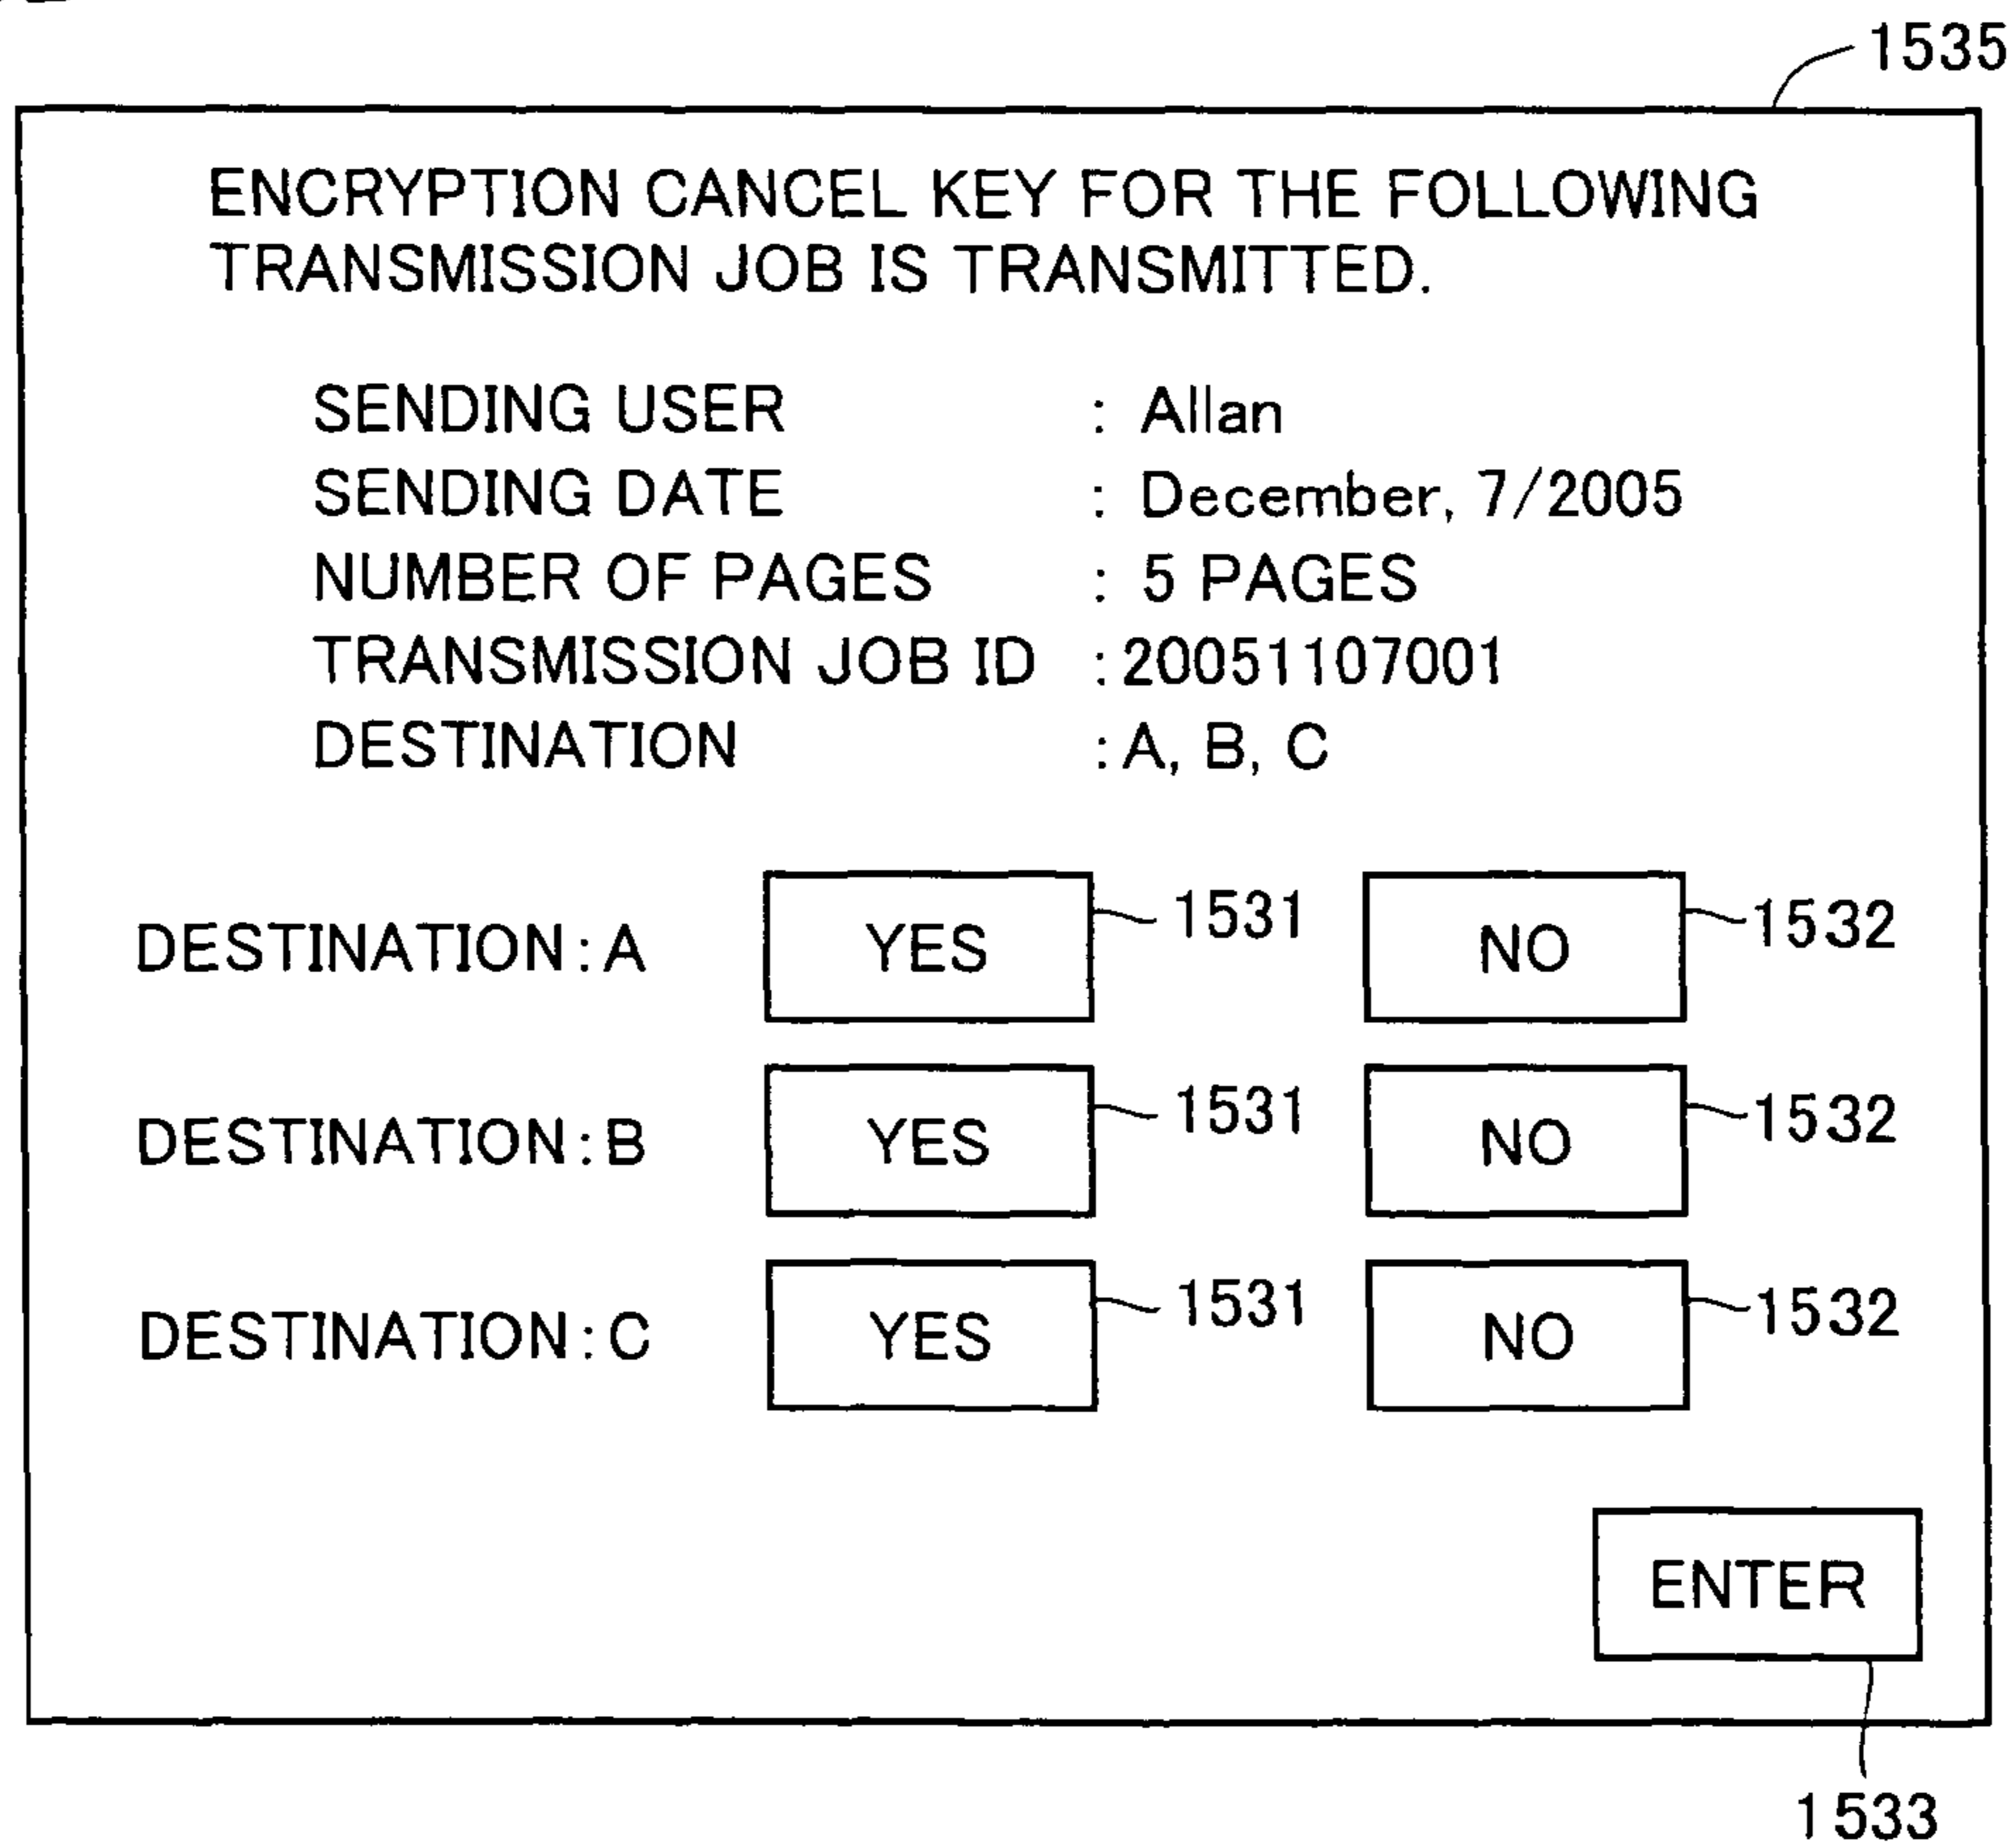 1535
ENCRYPTION CANCEL KEY FOR THE FOLLOWING
TRANSMISSION JOB IS TRANSMITTED.
SENDING USER : Allan
SENDING DATE : December, 7/2005
NUMBER OF PAGES : 5 PAGES
TRANSMISSION JOB ID :20051107001
DESTINATION :A, B, C
DESTINATION:A YES 1531 NO 1532
DESTINATION:B YES 1531 NO 1532
DESTINATION:C YES 1531 NO 1532
ENTER
1533